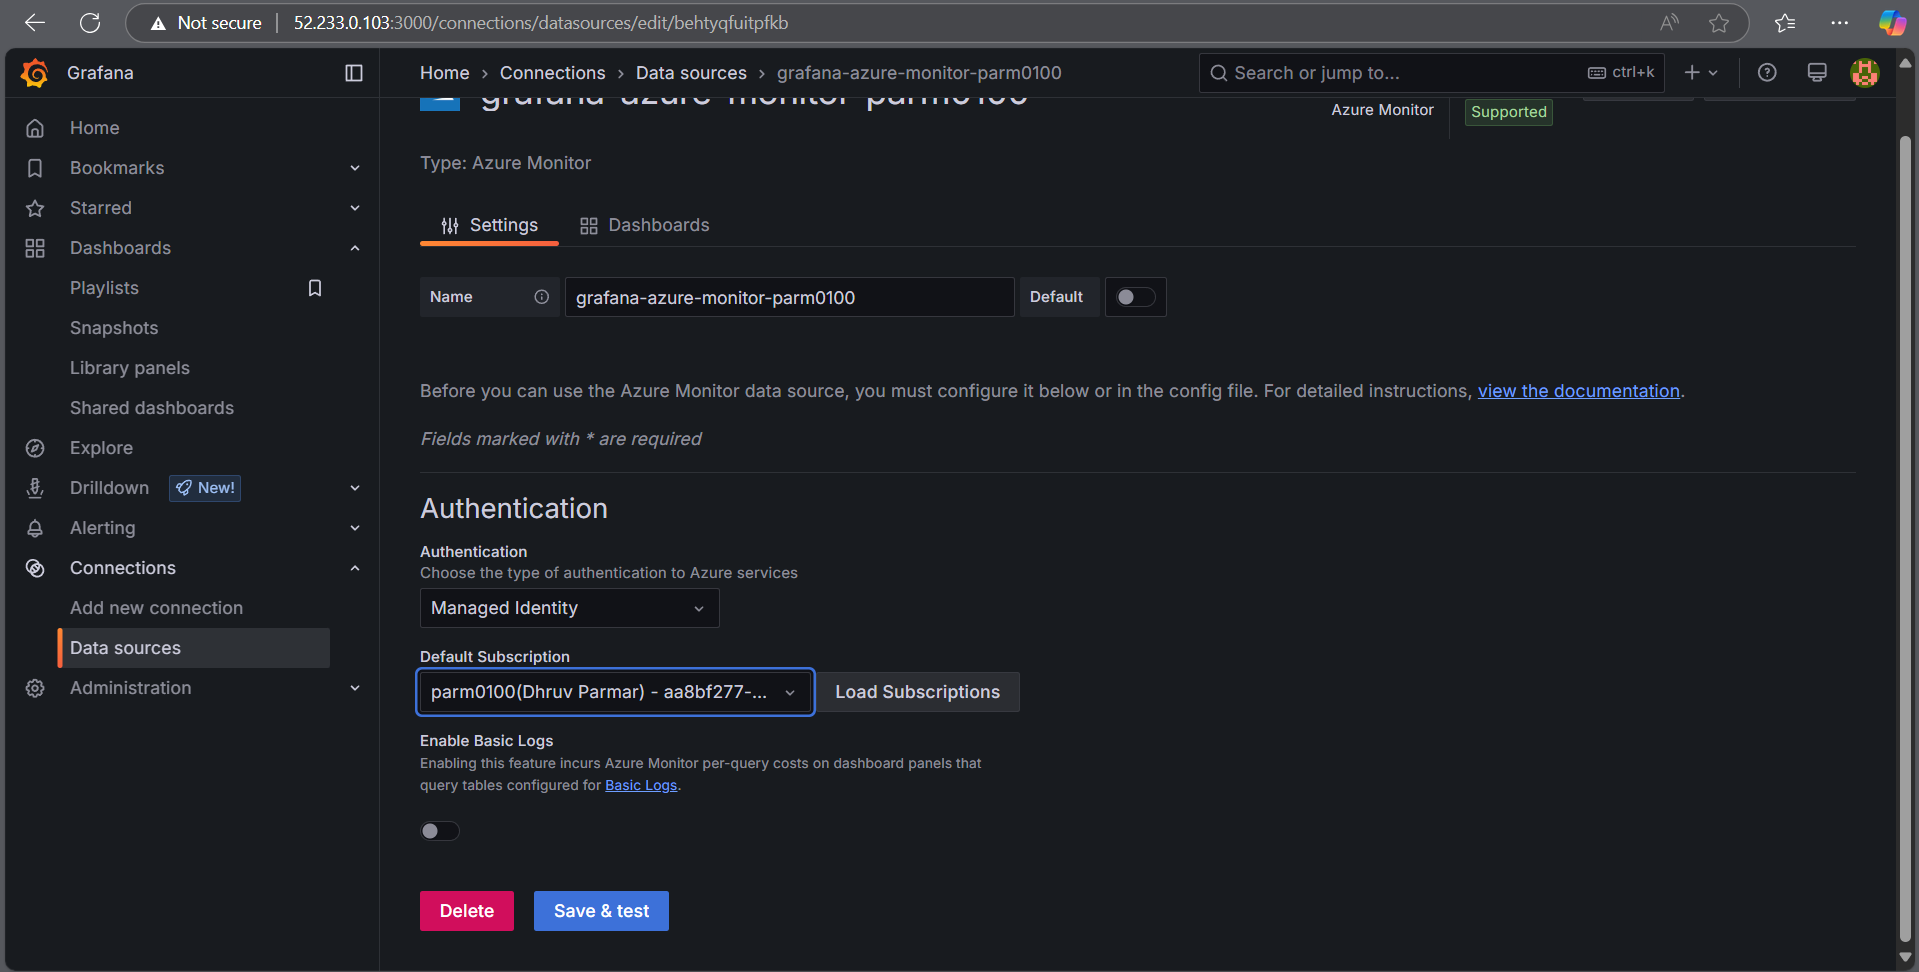 Not secure
52.233.0.103:3000/connections/datasources/edit/behtyqfuitpfkb
Grafana
Home › Connections › Data sources › grafana-azure-monitor-parm0100
Search or jump to...
ctrl+k
Home
Bookmarks
Starred
Dashboards
Playlists
Snapshots
Library panels
Shared dashboards
Explore
Drilldown
New!
Alerting
Connections
Add new connection
Data sources
Administration
grafana-azure-monitor-parm0100
Azure Monitor
Supported
Type: Azure Monitor
Settings
Dashboards
Name
grafana-azure-monitor-parm0100
Default
Before you can use the Azure Monitor data source, you must configure it below or in the config file. For detailed instructions, view the documentation.
Fields marked with * are required
Authentication
Authentication
Choose the type of authentication to Azure services
Managed Identity
Default Subscription
parm0100(Dhruv Parmar) - aa8bf277-...
Load Subscriptions
Enable Basic Logs
Enabling this feature incurs Azure Monitor per-query costs on dashboard panels that
query tables configured for Basic Logs.
Delete
Save & test